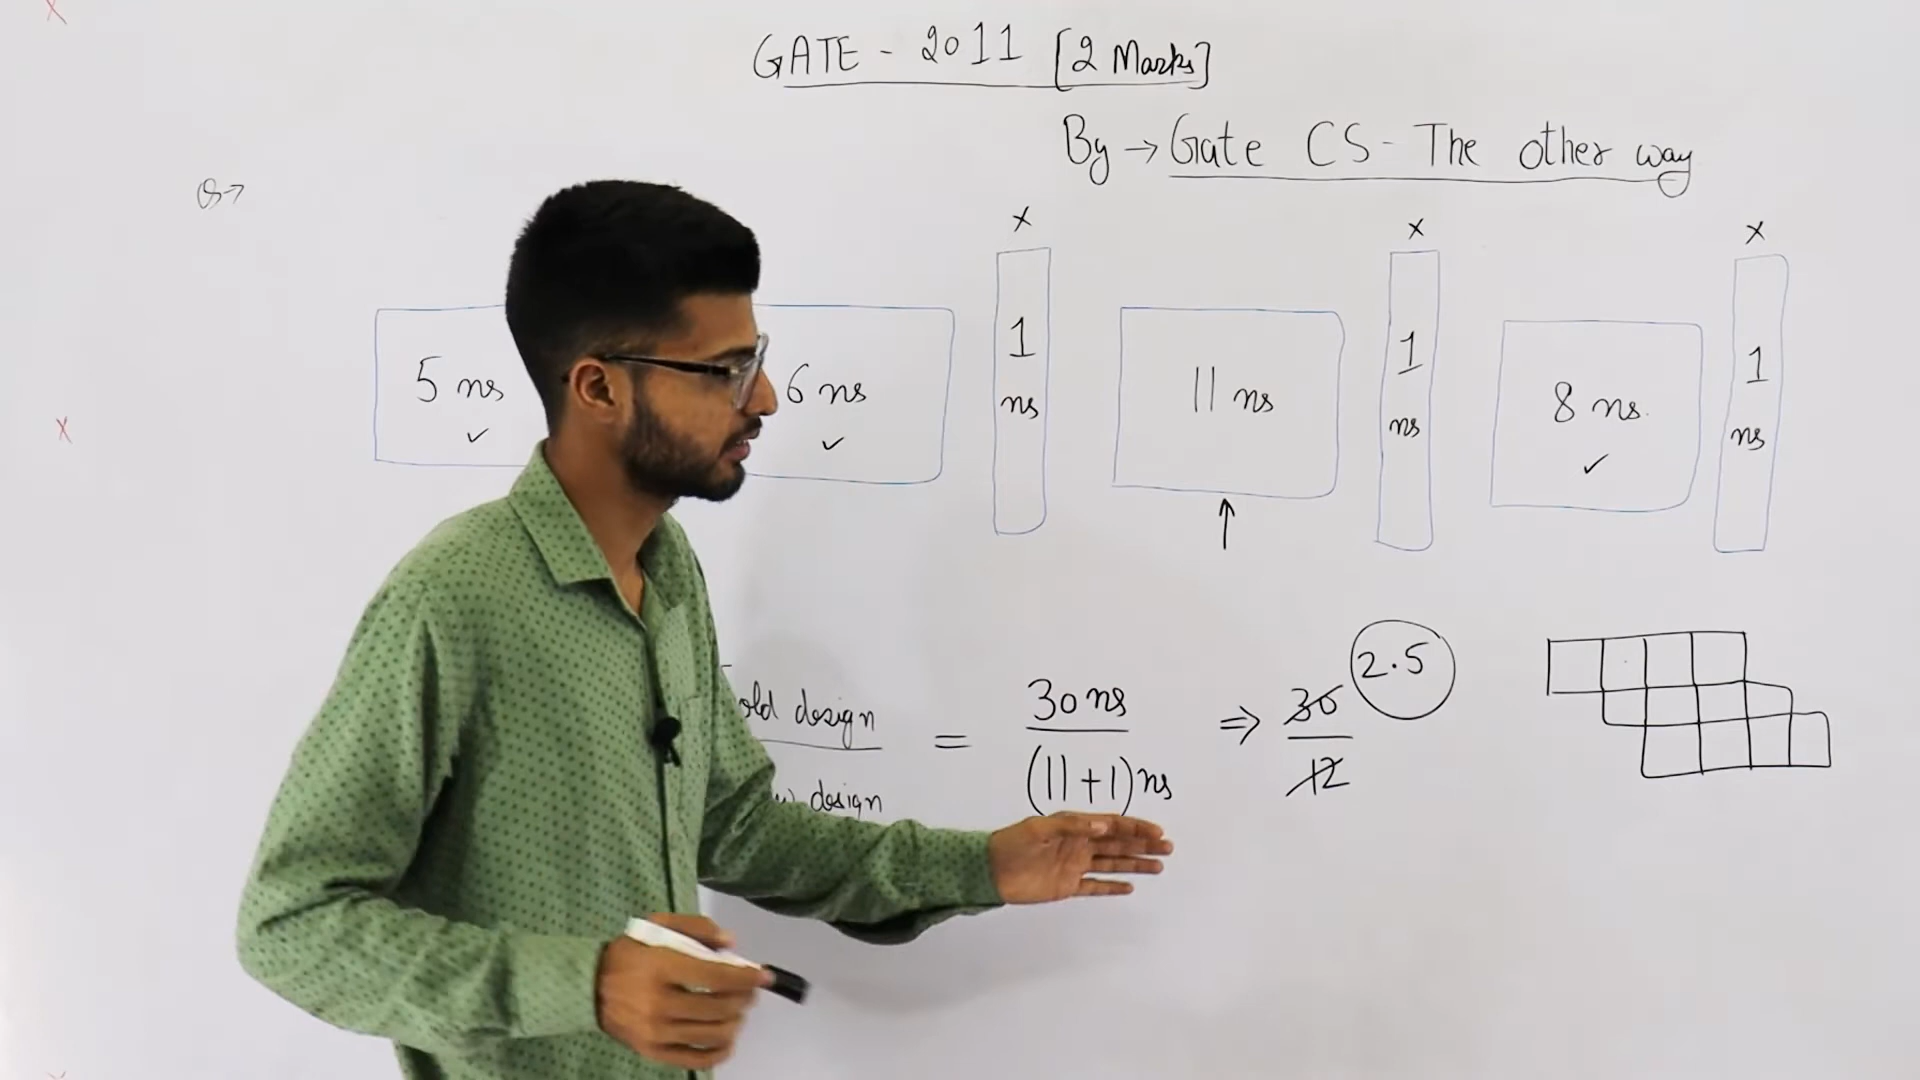 GATE - 2011 [2 Marks]
By → Gate CS - The other way
Q→
x x x
5 ns 6 ns 1 ns 11 ns 1 ns 8 ns 1 ns
✓ ✓ ✓
↑
old design = 30 ns ⇒ 30 2.5
design (11+1) ns 12